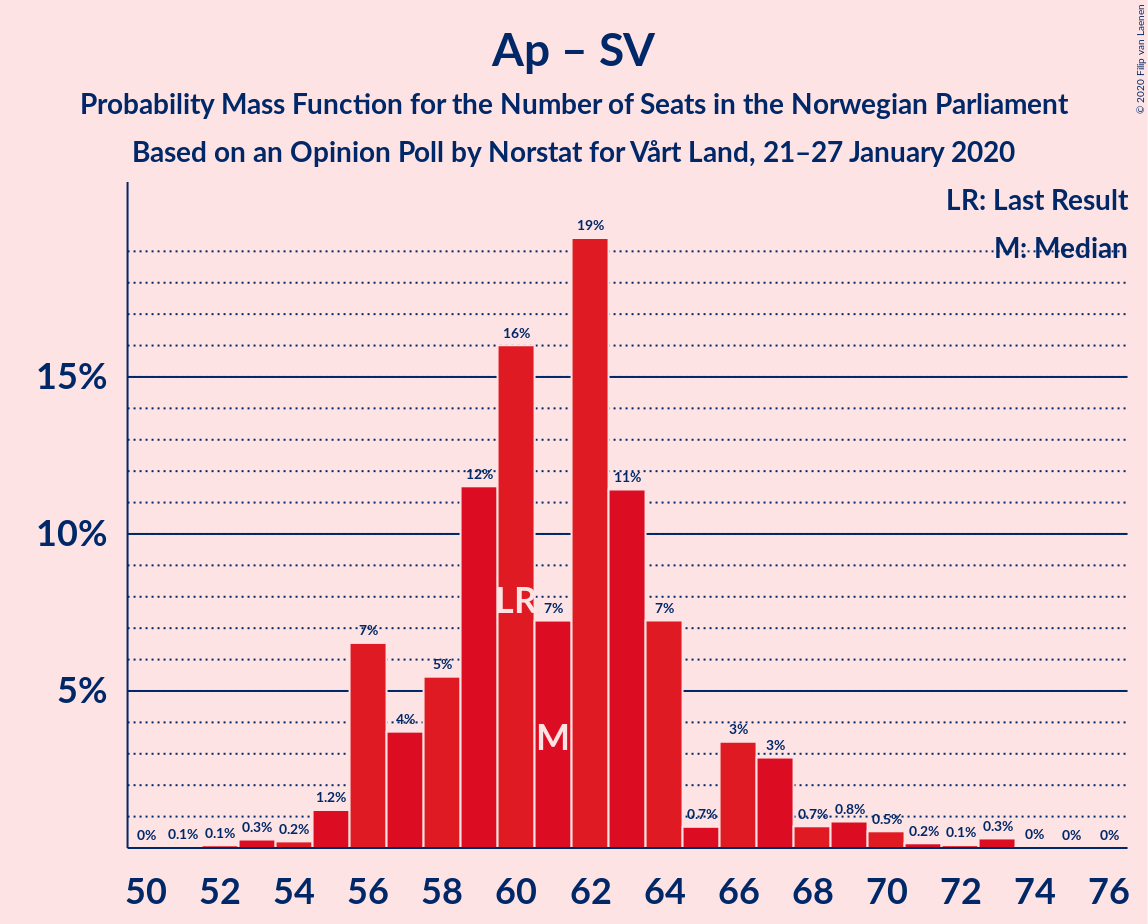 Ap – SV
Probability Mass Function for the Number of Seats in the Norwegian Parliament
Based on an Opinion Poll by Norstat for Vårt Land, 21–27 January 2020
© 2020 Filip van Laenen
LR: Last Result
M: Median
15%
10%
5%
0% 0.1% 0.1% 0.3% 0.2% 1.2% 7% 4% 5% 12% 16% 7% 19% 11% 7% 0.7% 3% 3% 0.7% 0.8% 0.5% 0.2% 0.1% 0.3% 0% 0% 0%
LR
M
50 52 54 56 58 60 62 64 66 68 70 72 74 76